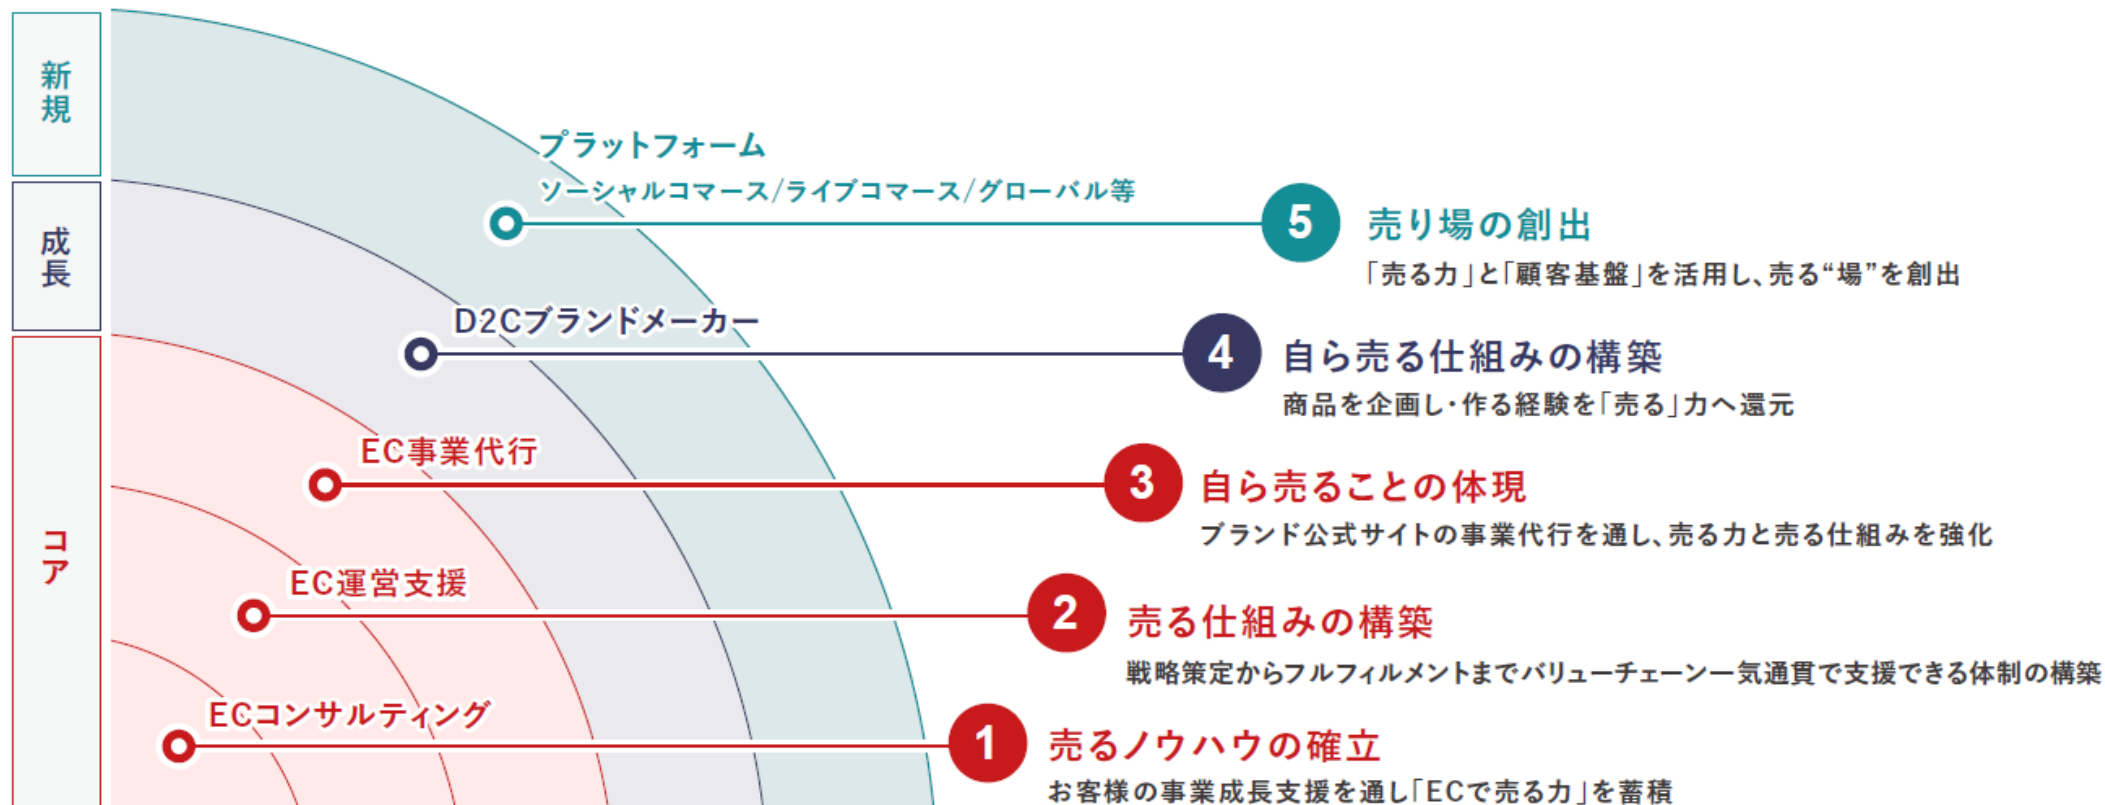 新規
プラットフォーム
ソーシャルコマース/ライブコマース/グローバル等
5
売り場の創出
「売る力」と「顧客基盤」を活用し、売る“場”を創出
成長
D2Cブランドメーカー
4
自ら売る仕組みの構築
商品を企画し・作る経験を「売る」力へ還元
コア
EC事業代行
3
自ら売ることの体現
ブランド公式サイトの事業代行を通し、売る力と売る仕組みを強化
EC運営支援
2
売る仕組みの構築
戦略策定からフルフィルメントまでバリューチェーン一気通貫で支援できる体制の構築
ECコンサルティング
1
売るノウハウの確立
お客様の事業成長支援を通し「ECで売る力」を蓄積